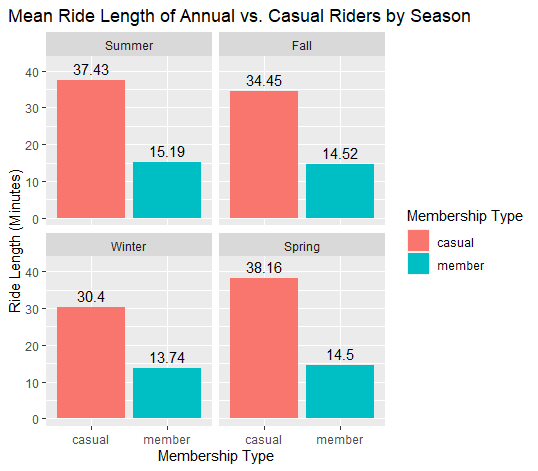 Mean Ride Length of Annual vs. Casual Riders by Season
Summer
Fall
37.43
15.19
34.45
14.52
40
30
20
10
0
Winter
Spring
30.4
13.74
38.16
14.5
40
30
20
10
0
casual
member
casual
member
Membership Type
Ride Length (Minutes)
Membership Type
casual
member